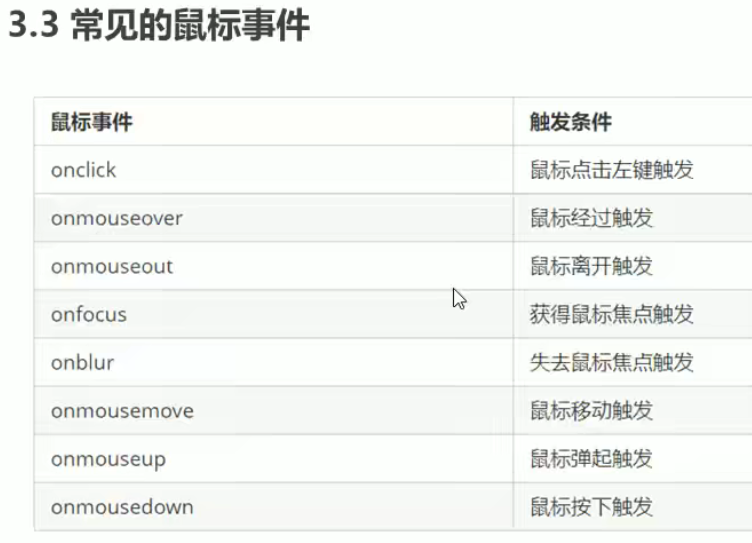 3.3 常见的鼠标事件
鼠标事件 触发条件
onclick 鼠标点击左键触发
onmouseover 鼠标经过触发
onmouseout 鼠标离开触发
onfocus 获得鼠标焦点触发
onblur 失去鼠标焦点触发
onmousemove 鼠标移动触发
onmouseup 鼠标弹起触发
onmousedown 鼠标按下触发